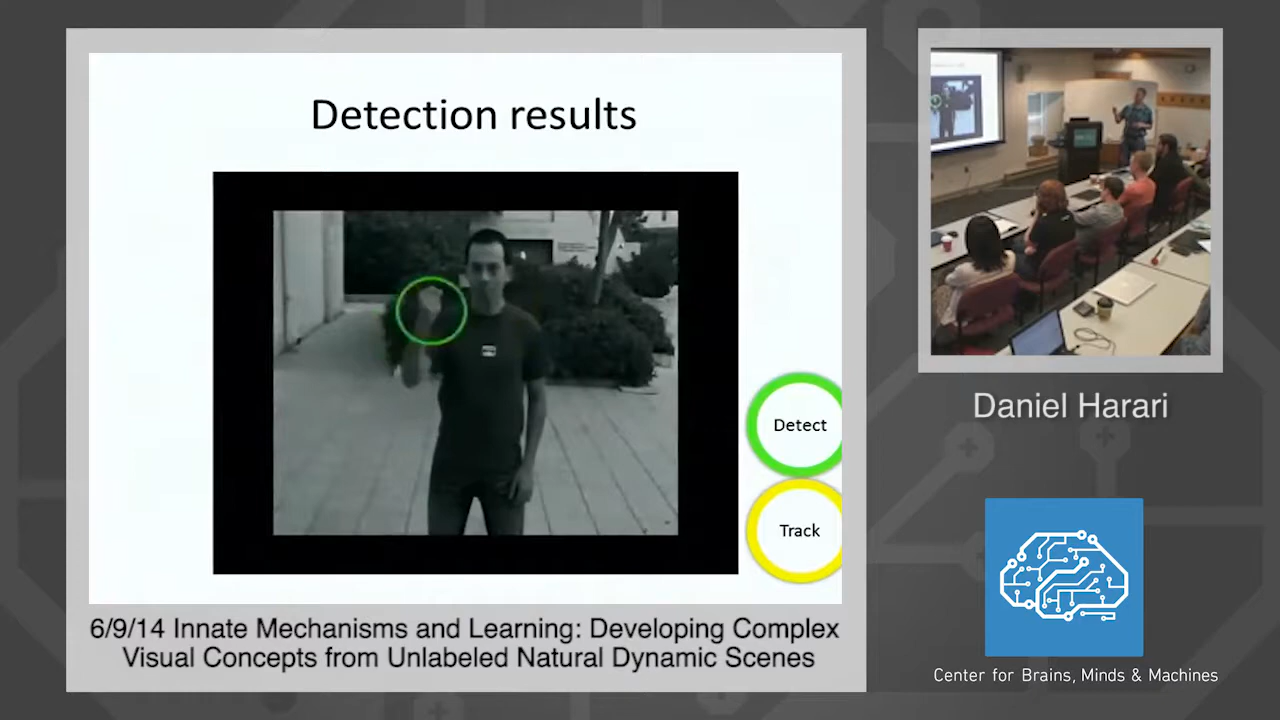 Detection results
Detect
Track
6/9/14 Innate Mechanisms and Learning: Developing Complex
Visual Concepts from Unlabeled Natural Dynamic Scenes
Daniel Harari
Center for Brains, Minds & Machines